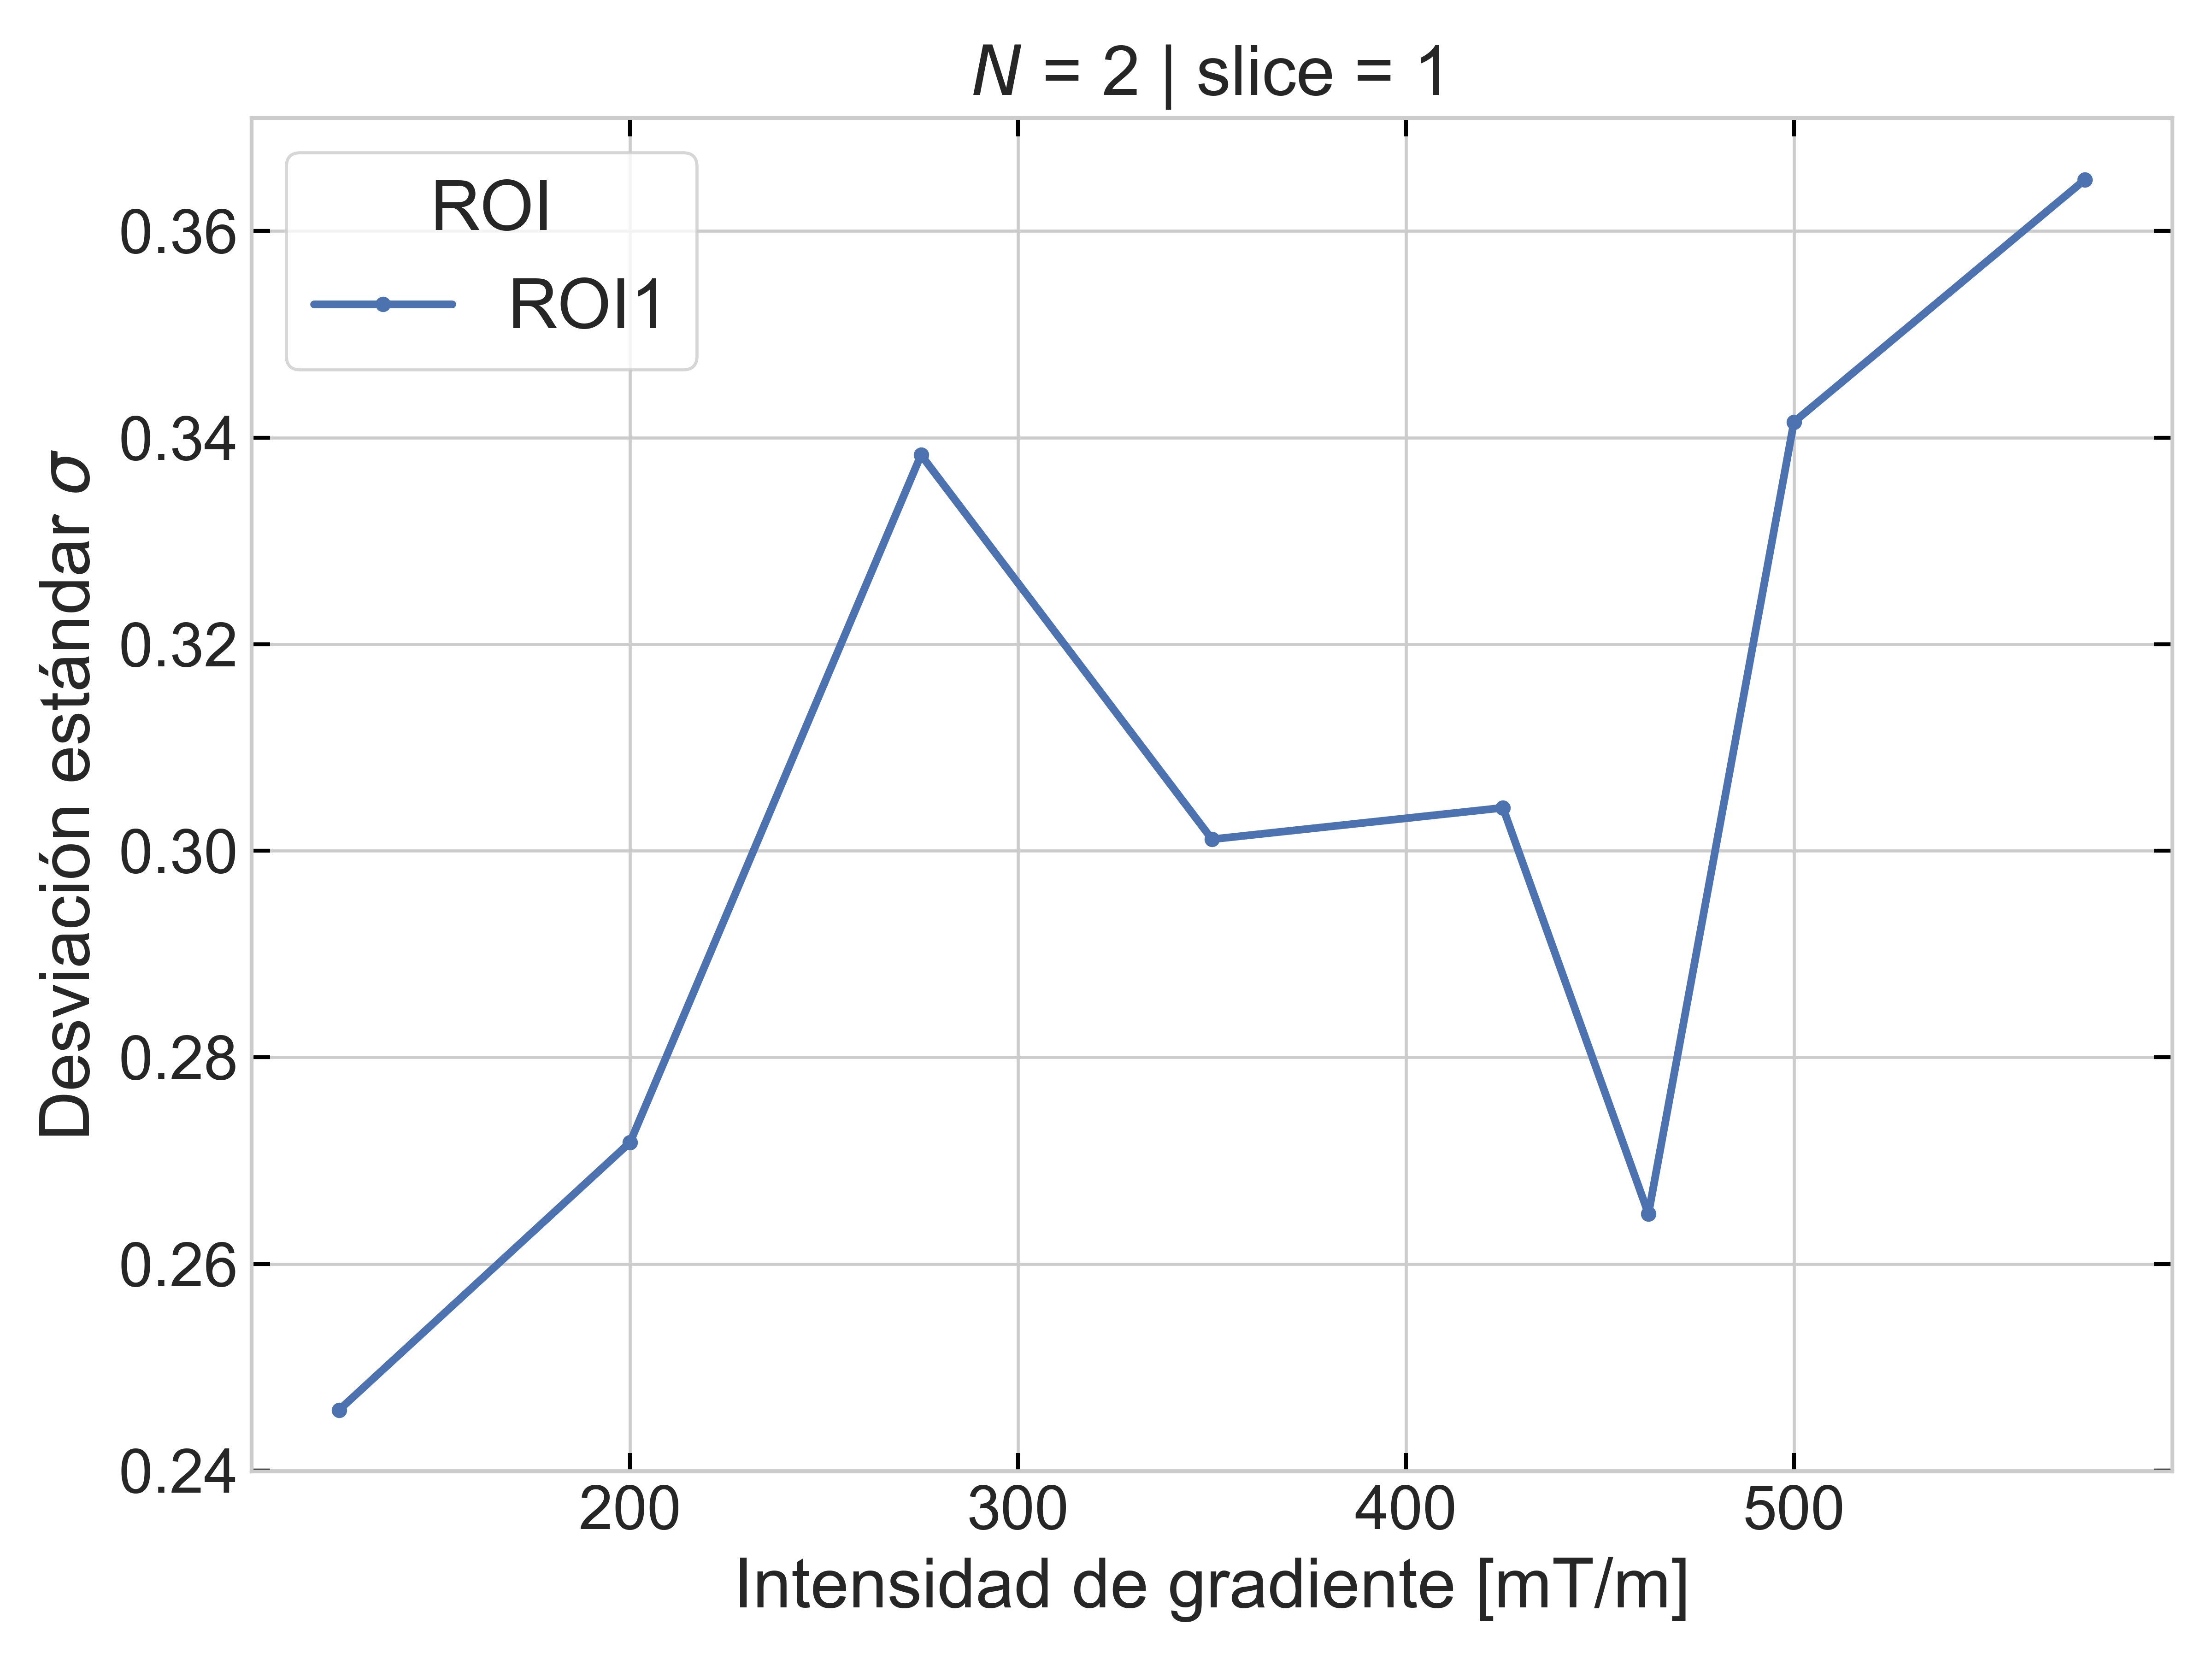 N = 2 | slice = 1
ROI
ROI1
0.36
0.34
0.32
0.30
0.28
0.26
0.24
Desviación estándar σ
200 300 400 500
Intensidad de gradiente [mT/m]